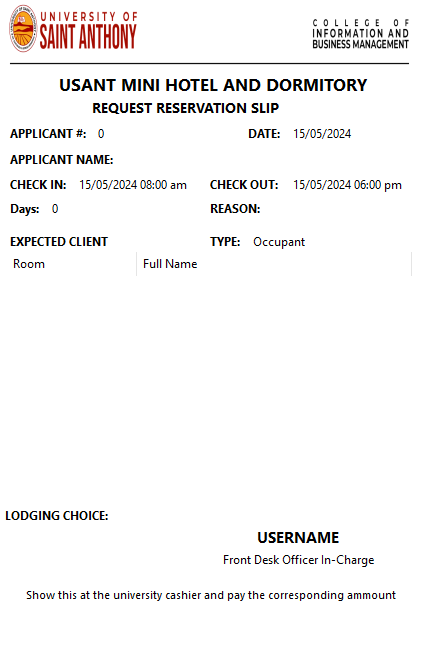 UNIVERSITY OF
SAINT ANTHONY
COLLEGE OF
INFORMATION AND
BUSINESS MANAGEMENT
USANT MINI HOTEL AND DORMITORY
REQUEST RESERVATION SLIP
APPLICANT #: 0 DATE: 15/05/2024
APPLICANT NAME:
CHECK IN: 15/05/2024 08:00 am CHECK OUT: 15/05/2024 06:00 pm
Days: 0 REASON:
EXPECTED CLIENT TYPE: Occupant
Room Full Name
LODGING CHOICE:
USERNAME
Front Desk Officer In-Charge
Show this at the university cashier and pay the corresponding ammount